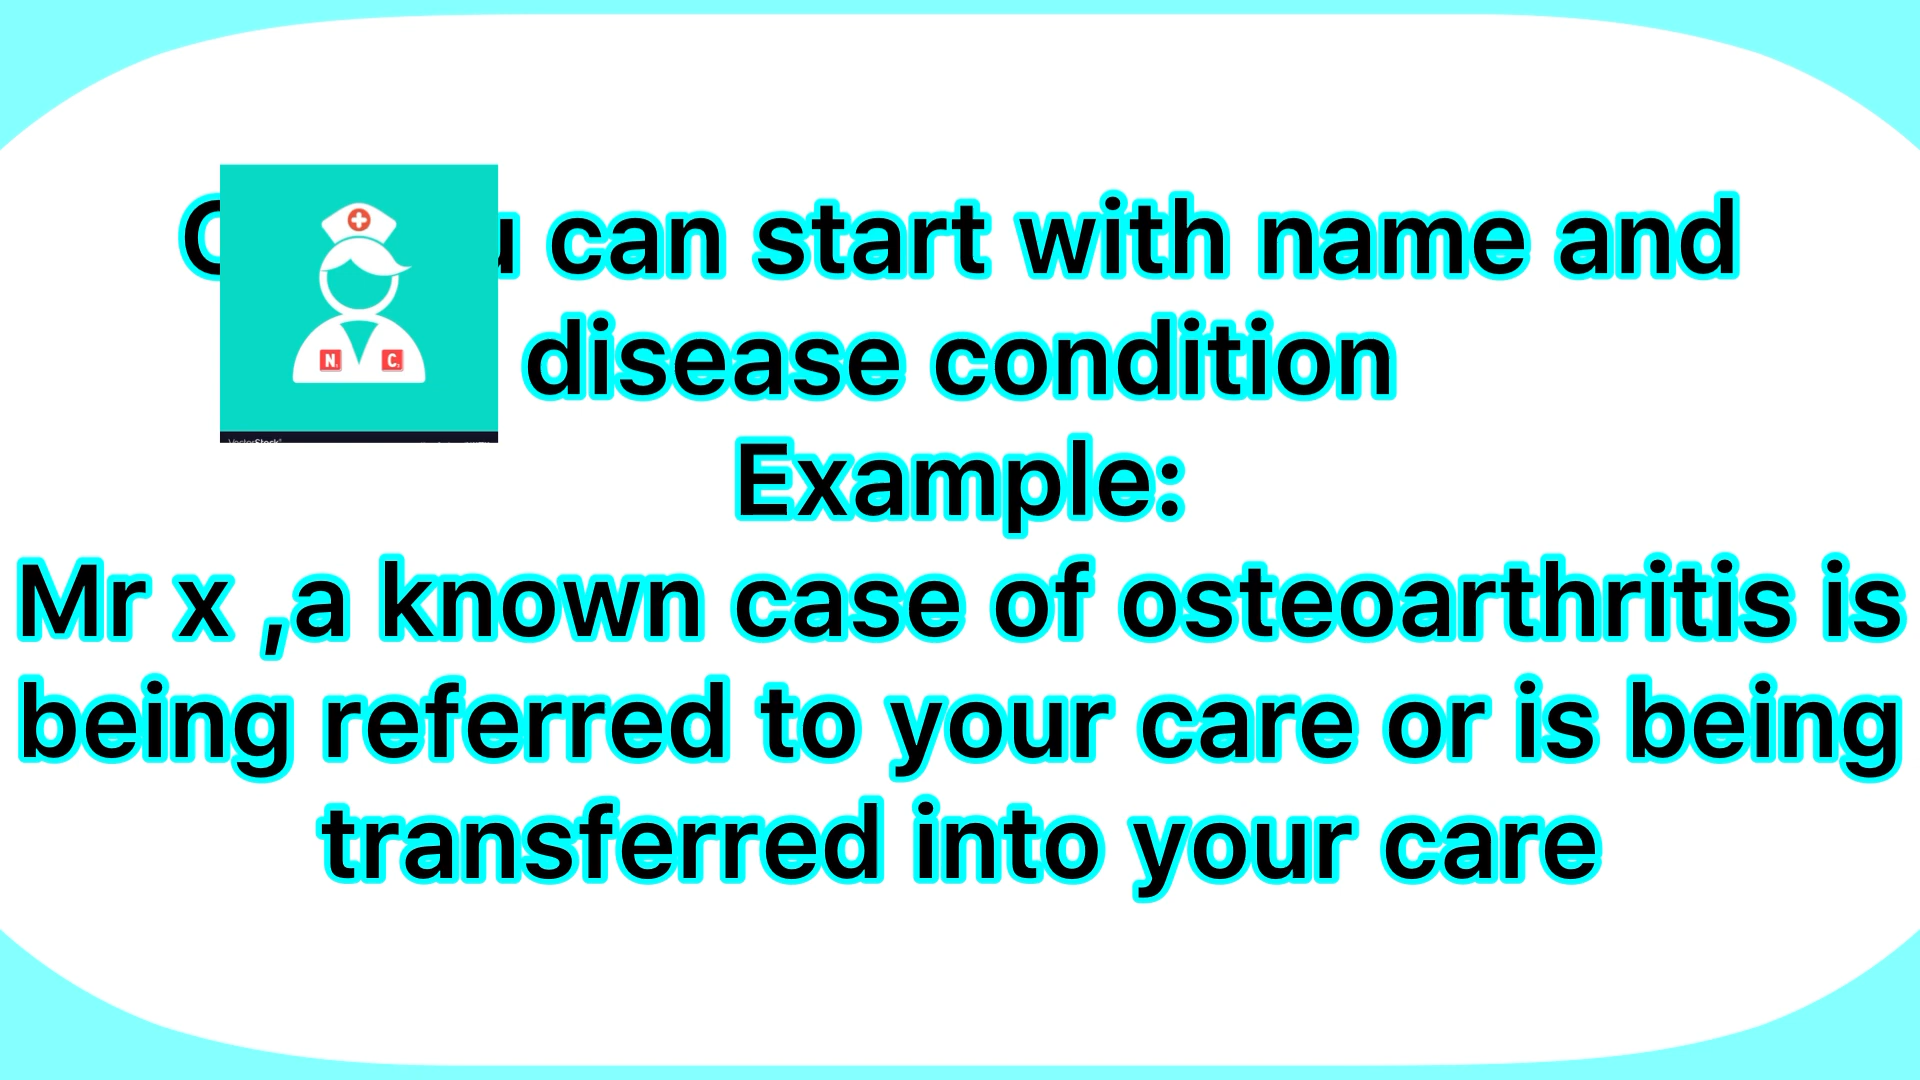 can start with name and
disease condition
Example:
Mr x ,a known case of osteoarthritis is
being referred to your care or is being
transferred into your care
N
C